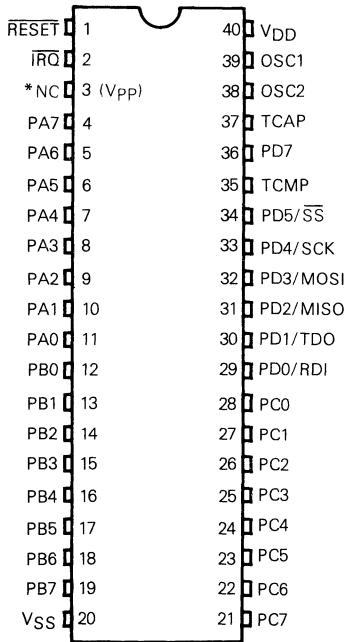 RESET 1 40 VDD
IRQ 2 39 OSC1
*NC 3 (VPP) 38 OSC2
PA7 4 37 TCAP
PA6 5 36 PD7
PA5 6 35 TCMP
PA4 7 34 PD5/SS
PA3 8 33 PD4/SCK
PA2 9 32 PD3/MOSI
PA1 10 31 PD2/MISO
PA0 11 30 PD1/TDO
PB0 12 29 PD0/RDI
PB1 13 28 PC0
PB2 14 27 PC1
PB3 15 26 PC2
PB4 16 25 PC3
PB5 17 24 PC4
PB6 18 23 PC5
PB7 19 22 PC6
VSS 20 21 PC7